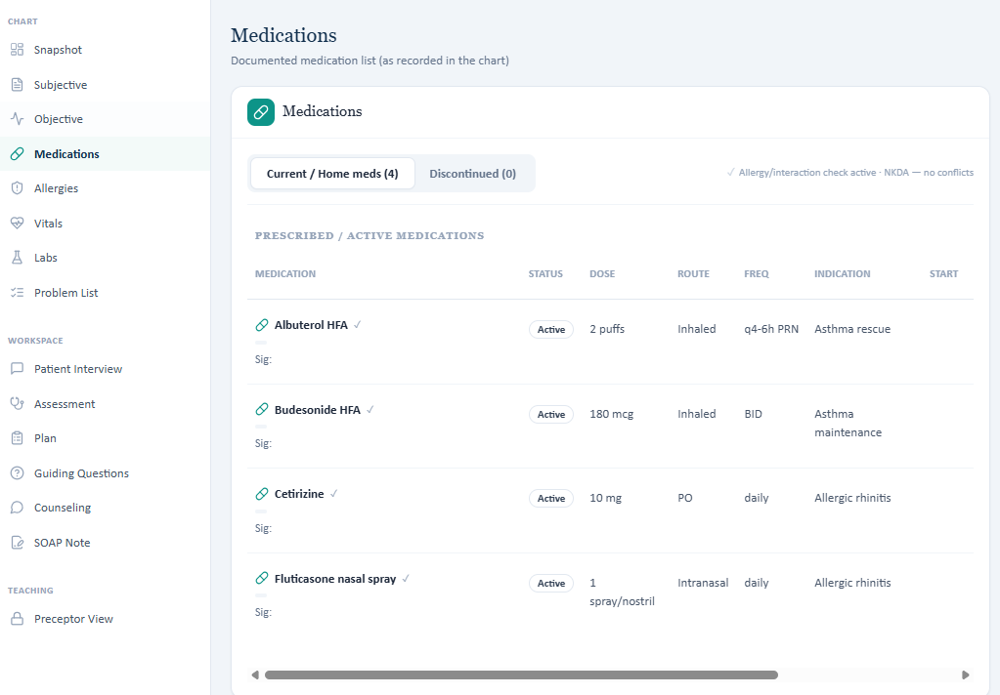 CHART
Snapshot
Subjective
Objective
Medications
Allergies
Vitals
Labs
Problem List
WORKSPACE
Patient Interview
Assessment
Plan
Guiding Questions
Counseling
SOAP Note
TEACHING
Preceptor View
Medications
Documented medication list (as recorded in the chart)
Medications
Current / Home meds (4) Discontinued (0) ✓ Allergy/interaction check active · NKDA — no conflicts
PRESCRIBED / ACTIVE MEDICATIONS
MEDICATION STATUS DOSE ROUTE FREQ INDICATION START
Albuterol HFA ✓ Active 2 puffs Inhaled q4-6h PRN Asthma rescue
Sig:
Budesonide HFA ✓ Active 180 mcg Inhaled BID Asthma
maintenance
Sig:
Cetirizine ✓ Active 10 mg PO daily Allergic rhinitis
Sig:
Fluticasone nasal spray ✓ Active 1 Intranasal daily Allergic rhinitis
spray/nostril
Sig: